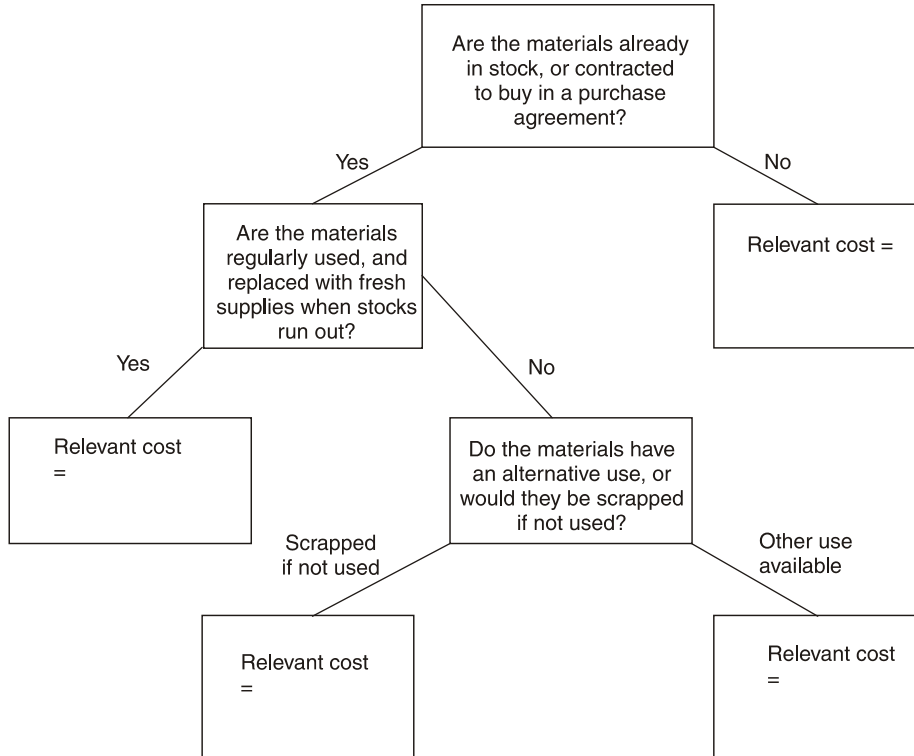 Are the materials already
in stock, or contracted
to buy in a purchase
agreement?
Yes
No
Are the materials
regularly used, and
replaced with fresh
supplies when stocks
run out?
Relevant cost =
Yes
No
Relevant cost
=
Do the materials have
an alternative use, or
would they be scrapped
if not used?
Scrapped
if not used
Other use
available
Relevant cost
=
Relevant cost
=